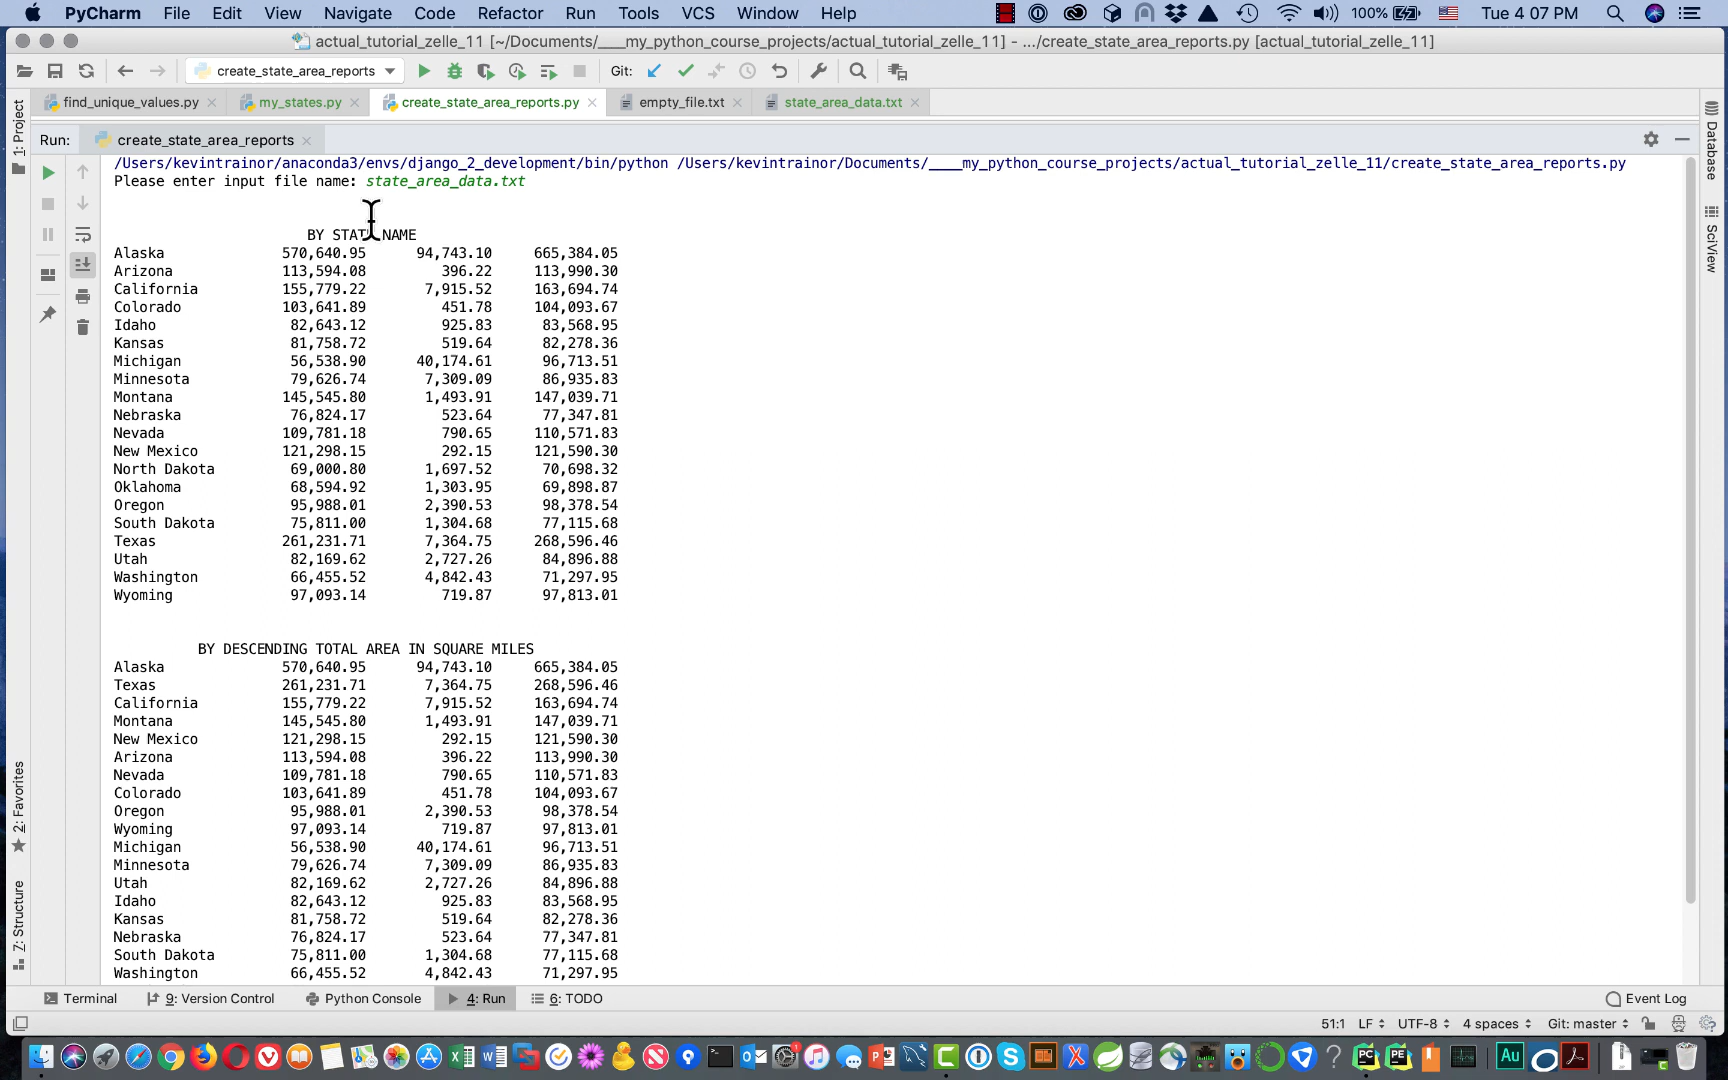 PyCharm File Edit View Navigate Code Refactor Run Tools VCS Window Help 100% Tue 4 07 PM
actual_tutorial_zelle_11 [~/Documents/____my_python_course_projects/actual_tutorial_zelle_11] - .../create_state_area_reports.py [actual_tutorial_zelle_11]
create_state_area_reports Git:
find_unique_values.py my_states.py create_state_area_reports.py empty_file.txt state_area_data.txt
1: Project
Database
SciView
Run: create_state_area_reports
/Users/kevintrainor/anaconda3/envs/django_2_development/bin/python /Users/kevintrainor/Documents/____my_python_course_projects/actual_tutorial_zelle_11/create_state_area_reports.py
Please enter input file name: state_area_data.txt
BY STATE NAME
Alaska 570,640.95 94,743.10 665,384.05
Arizona 113,594.08 396.22 113,990.30
California 155,779.22 7,915.52 163,694.74
Colorado 103,641.89 451.78 104,093.67
Idaho 82,643.12 925.83 83,568.95
Kansas 81,758.72 519.64 82,278.36
Michigan 56,538.90 40,174.61 96,713.51
Minnesota 79,626.74 7,309.09 86,935.83
Montana 145,545.80 1,493.91 147,039.71
Nebraska 76,824.17 523.64 77,347.81
Nevada 109,781.18 790.65 110,571.83
New Mexico 121,298.15 292.15 121,590.30
North Dakota 69,000.80 1,697.52 70,698.32
Oklahoma 68,594.92 1,303.95 69,898.87
Oregon 95,988.01 2,390.53 98,378.54
South Dakota 75,811.00 1,304.68 77,115.68
Texas 261,231.71 7,364.75 268,596.46
Utah 82,169.62 2,727.26 84,896.88
Washington 66,455.52 4,842.43 71,297.95
Wyoming 97,093.14 719.87 97,813.01
BY DESCENDING TOTAL AREA IN SQUARE MILES
Alaska 570,640.95 94,743.10 665,384.05
Texas 261,231.71 7,364.75 268,596.46
California 155,779.22 7,915.52 163,694.74
Montana 145,545.80 1,493.91 147,039.71
New Mexico 121,298.15 292.15 121,590.30
Arizona 113,594.08 396.22 113,990.30
Nevada 109,781.18 790.65 110,571.83
Colorado 103,641.89 451.78 104,093.67
Oregon 95,988.01 2,390.53 98,378.54
Wyoming 97,093.14 719.87 97,813.01
Michigan 56,538.90 40,174.61 96,713.51
Minnesota 79,626.74 7,309.09 86,935.83
Utah 82,169.62 2,727.26 84,896.88
Idaho 82,643.12 925.83 83,568.95
Kansas 81,758.72 519.64 82,278.36
Nebraska 76,824.17 523.64 77,347.81
South Dakota 75,811.00 1,304.68 77,115.68
Washington 66,455.52 4,842.43 71,297.95
2: Favorites
Z: Structure
Terminal 9: Version Control Python Console 4: Run 6: TODO Event Log
51:1 LF UTF-8 4 spaces Git: master